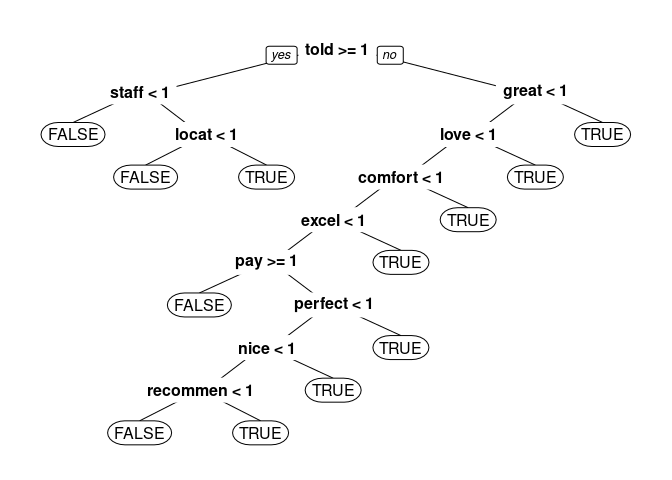 yes told >= 1 no
staff < 1 great < 1
FALSE locat < 1 love < 1 TRUE
FALSE TRUE comfort < 1 TRUE
excel < 1 TRUE
pay >= 1 TRUE
FALSE perfect < 1
nice < 1 TRUE
recommen < 1 TRUE
FALSE TRUE